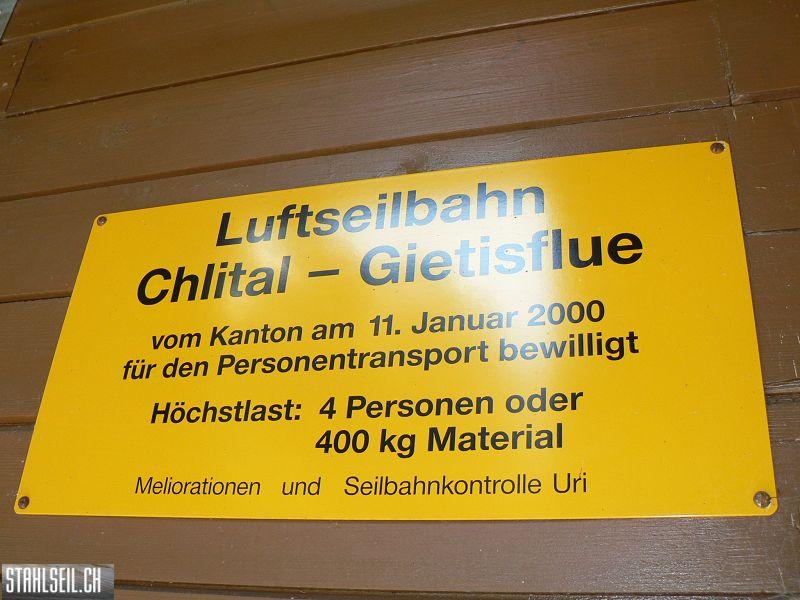 Luftseilbahn
Chlital – Gietisflue
vom Kanton am 11. Januar 2000
für den Personentransport bewilligt
Höchstlast: 4 Personen oder
400 kg Material
Meliorationen und Seilbahnkontrolle Uri
STAHLSEIL.CH